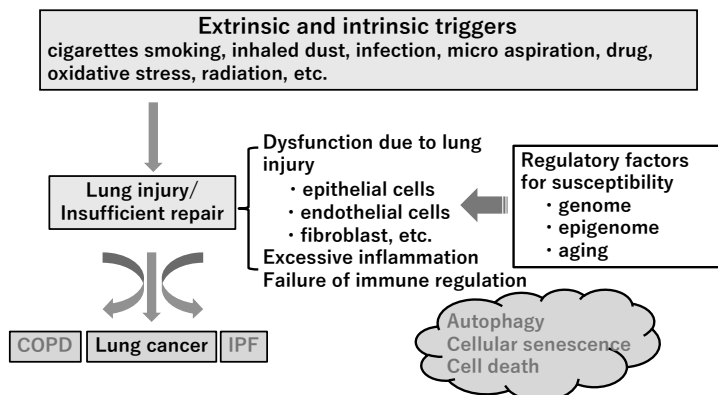 Extrinsic and intrinsic triggers
cigarettes smoking, inhaled dust, infection, micro aspiration, drug,
oxidative stress, radiation, etc.
Dysfunction due to lung
injury
・epithelial cells
・endothelial cells
・fibroblast, etc.
Excessive inflammation
Failure of immune regulation
Lung injury/
Insufficient repair
Regulatory factors
for susceptibility
・genome
・epigenome
・aging
COPD
Lung cancer
IPF
Autophagy
Cellular senescence
Cell death